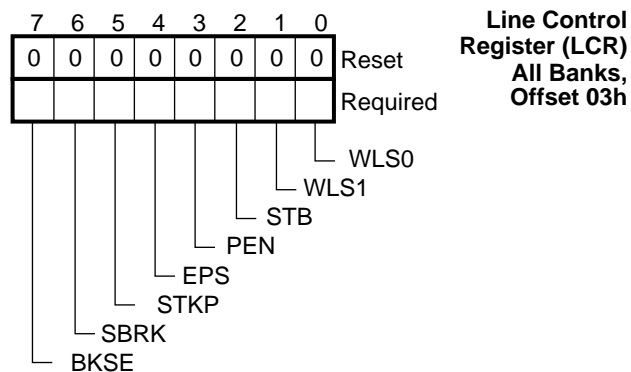 7 6 5 4 3 2 1 0
0 0 0 0 0 0 0 0 Reset
Required
Line Control
Register (LCR)
All Banks,
Offset 03h
WLS0
WLS1
STB
PEN
EPS
STKP
SBRK
BKSE